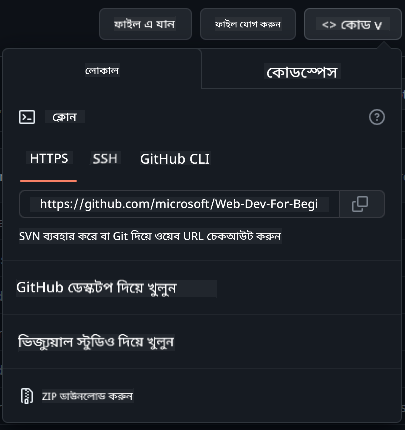 ফাইল এ যান
ফাইল যোগ করুন
<> কোড v
লোকাল
কোডস্পেস
ক্লোন
HTTPS
SSH
GitHub CLI
https://github.com/microsoft/Web-Dev-For-Begi
SVN ব্যবহার করে বা Git দিয়ে ওয়েব URL চেকআউট করুন
GitHub ডেস্কটপ দিয়ে খুলুন
ভিজ্যুয়াল স্টুডিও দিয়ে খুলুন
ZIP ডাউনলোড করুন